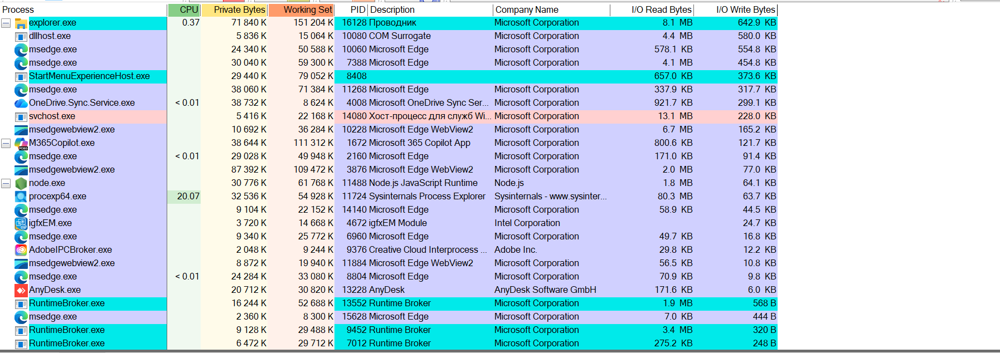 Process CPU Private Bytes Working Set PID Description Company Name I/O Read Bytes I/O Write Bytes
explorer.exe 0.37 71 840 K 151 204 K 16128 Проводник Microsoft Corporation 8.1 MB 642.9 KB
dllhost.exe 5 836 K 15 064 K 10080 COM Surrogate Microsoft Corporation 4.4 MB 580.0 KB
msedge.exe 24 340 K 50 588 K 10060 Microsoft Edge Microsoft Corporation 578.1 KB 554.8 KB
msedge.exe 30 040 K 59 300 K 7388 Microsoft Edge Microsoft Corporation 4.1 MB 454.8 KB
StartMenuExperienceHost.exe 29 440 K 79 052 K 8408 657.0 KB 373.6 KB
msedge.exe 38 060 K 71 384 K 11268 Microsoft Edge Microsoft Corporation 337.9 KB 317.7 KB
OneDrive.Sync.Service.exe < 0.01 38 732 K 8 624 K 4008 Microsoft OneDrive Sync Ser... Microsoft Corporation 921.7 KB 299.1 KB
svchost.exe 5 416 K 22 168 K 14080 Хост-процесс для служб Wi... Microsoft Corporation 13.1 MB 228.0 KB
msedgewebview2.exe 10 692 K 36 284 K 10228 Microsoft Edge WebView2 Microsoft Corporation 6.7 MB 165.2 KB
M365Copilot.exe 38 644 K 111 312 K 1672 Microsoft 365 Copilot App Microsoft Corporation 800.6 KB 121.7 KB
msedge.exe < 0.01 29 028 K 49 948 K 2160 Microsoft Edge Microsoft Corporation 171.0 KB 91.4 KB
msedgewebview2.exe 87 392 K 109 472 K 3876 Microsoft Edge WebView2 Microsoft Corporation 2.0 MB 77.0 KB
node.exe 30 776 K 61 768 K 11488 Node.js JavaScript Runtime Node.js 1.8 MB 64.1 KB
procexp64.exe 20.07 32 536 K 54 928 K 11724 Sysinternals Process Explorer Sysinternals - www.sysinter... 80.3 MB 63.7 KB
msedge.exe 9 104 K 22 152 K 14140 Microsoft Edge Microsoft Corporation 58.9 KB 44.5 KB
igfxEM.exe 3 720 K 14 668 K 4672 igfxEM Module Intel Corporation 24.7 KB
msedge.exe 9 340 K 25 772 K 6960 Microsoft Edge Microsoft Corporation 49.7 KB 16.8 KB
AdobeIPCBroker.exe 2 048 K 9 244 K 9376 Creative Cloud Interprocess ... Adobe Inc. 29.8 KB 12.2 KB
msedgewebview2.exe 8 872 K 19 940 K 11884 Microsoft Edge WebView2 Microsoft Corporation 56.5 KB 10.8 KB
msedge.exe < 0.01 24 284 K 33 080 K 8804 Microsoft Edge Microsoft Corporation 70.9 KB 9.8 KB
AnyDesk.exe 20 712 K 30 820 K 13228 AnyDesk AnyDesk Software GmbH 171.6 KB 6.0 KB
RuntimeBroker.exe 16 244 K 52 688 K 13552 Runtime Broker Microsoft Corporation 1.9 MB 568 B
msedge.exe 2 360 K 8 300 K 15628 Microsoft Edge Microsoft Corporation 7.0 KB 444 B
RuntimeBroker.exe 9 128 K 29 488 K 9452 Runtime Broker Microsoft Corporation 3.4 MB 320 B
RuntimeBroker.exe 6 472 K 29 712 K 7012 Runtime Broker Microsoft Corporation 275.2 KB 248 B